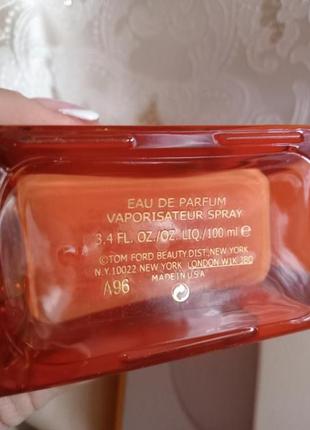 EAU DE PARFUM
VAPORISATEUR SPRAY
3.4 FL. OZ./OZ. LIQ./100 ml ℮
©TOM FORD BEAUTY DIST. NEW YORK
N.Y. 10022 NEW YORK LONDON W1K 3BQ
MADE IN U.S.A
A96